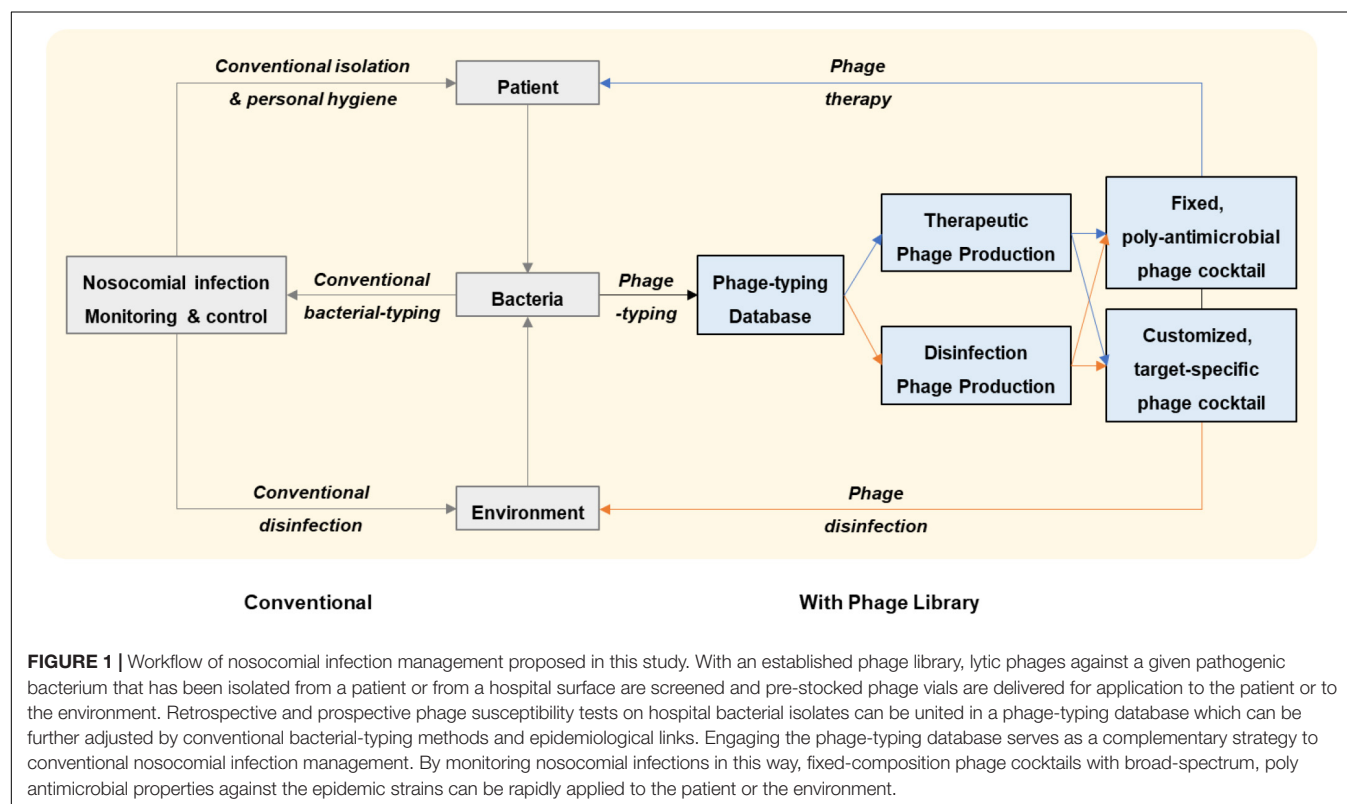 Conventional isolation
& personal hygiene
Patient
Phage
therapy
Nosocomial infection
Monitoring & control
Conventional
bacterial-typing
Bacteria
Phage
-typing
Phage-typing
Database
Therapeutic
Phage Production
Disinfection
Phage Production
Fixed,
poly-antimicrobial
phage cocktail
Customized,
target-specific
phage cocktail
Conventional
disinfection
Environment
Phage
disinfection
Conventional
With Phage Library
FIGURE 1 | Workflow of nosocomial infection management proposed in this study. With an established phage library, lytic phages against a given pathogenic
bacterium that has been isolated from a patient or from a hospital surface are screened and pre-stocked phage vials are delivered for application to the patient or to
the environment. Retrospective and prospective phage susceptibility tests on hospital bacterial isolates can be united in a phage-typing database which can be
further adjusted by conventional bacterial-typing methods and epidemiological links. Engaging the phage-typing database serves as a complementary strategy to
conventional nosocomial infection management. By monitoring nosocomial infections in this way, fixed-composition phage cocktails with broad-spectrum, poly
antimicrobial properties against the epidemic strains can be rapidly applied to the patient or the environment.